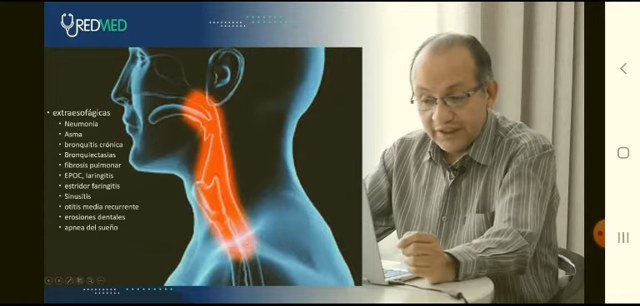 REDMED
• extraesofágicas
• Neumonía
• Asma
• bronquitis crónica
• Bronquiectasias
• fibrosis pulmonar
• EPOC, laringitis
• estridor faringitis
• Sinusitis
• otitis media recurrente
• erosiones dentales
• apnea del sueño